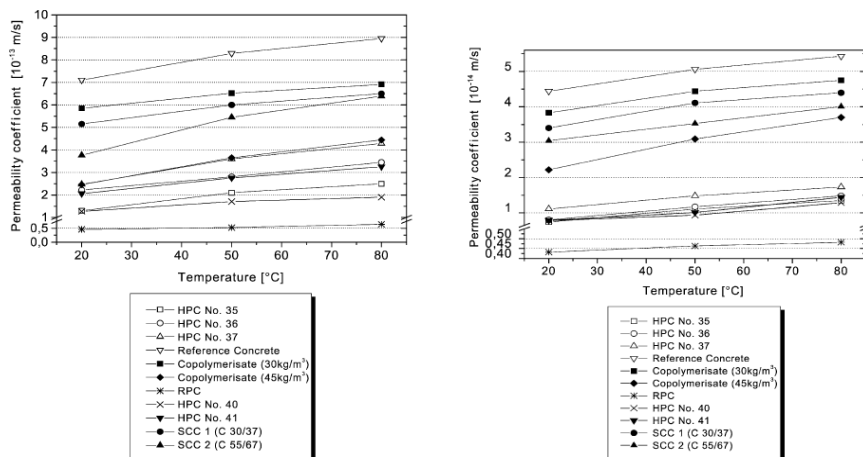 Permeability coefficient [10⁻¹³ m/s]
10
9
8
7
6
5
4
3
2
1
0,5
0,0
20
50
80
Temperature [°C]
HPC No. 35
HPC No. 36
HPC No. 37
Reference Concrete
Copolymerisate (30kg/m³)
Copolymerisate (45kg/m³)
RPC
HPC No. 40
HPC No. 41
SCC 1 (C 30/37)
SCC 2 (C 55/67)
Permeability coefficient [10⁻¹⁴ m/s]
5
4
3
2
1
0,50
0,45
0,40
20
30
40
50
60
70
80
Temperature [°C]
HPC No. 35
HPC No. 36
HPC No. 37
Reference Concrete
Copolymerisate (30kg/m³)
Copolymerisate (45kg/m³)
RPC
HPC No. 40
HPC No. 41
SCC 1 (C 30/37)
SCC 2 (C 55/67)